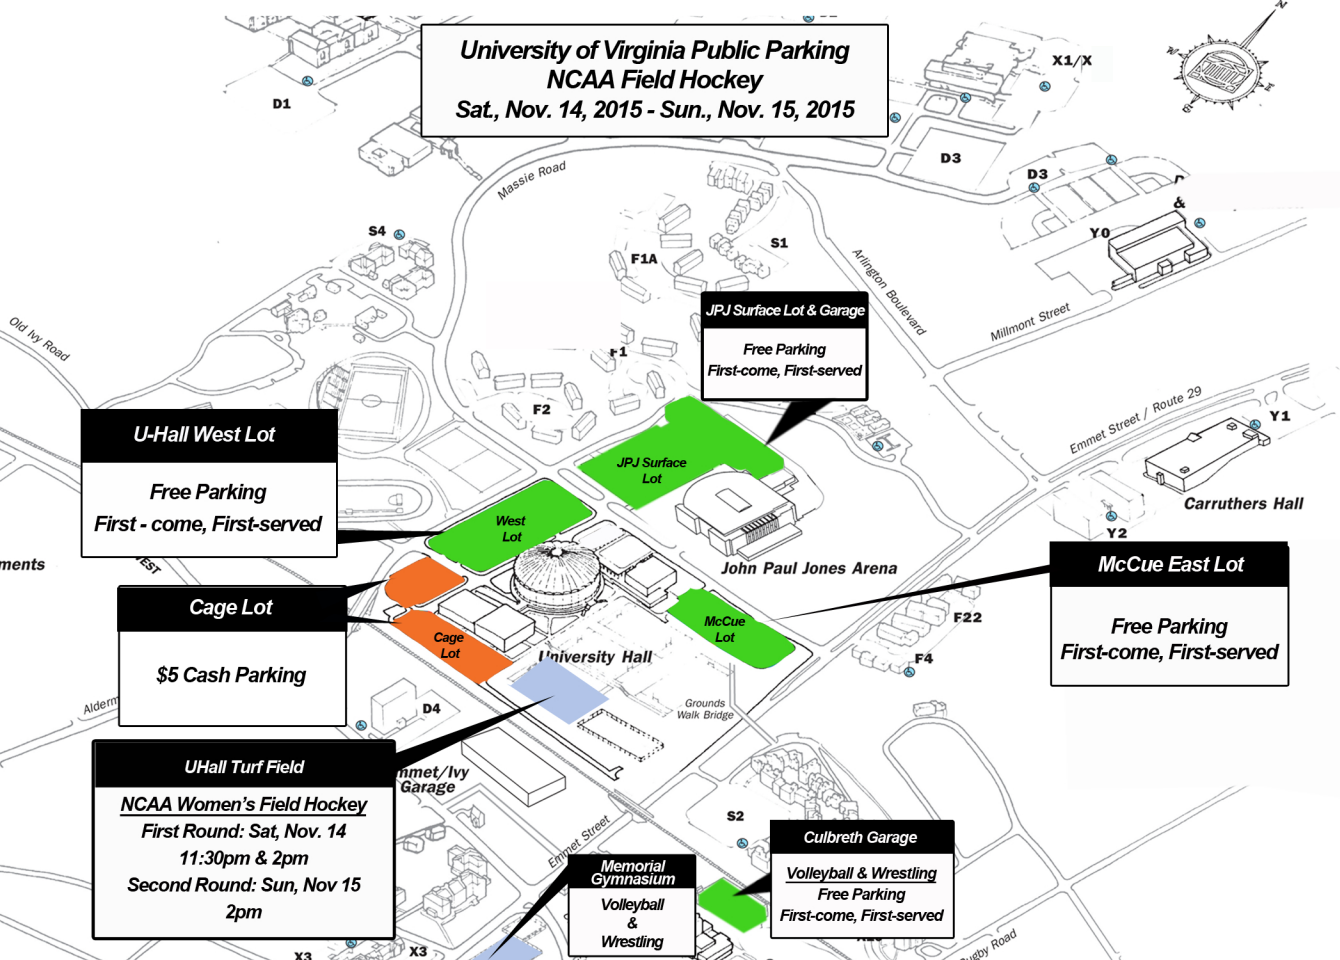 University of Virginia Public Parking
NCAA Field Hockey
Sat., Nov. 14, 2015 - Sun., Nov. 15, 2015
D1
X1/X
N
D3
D3
&
Y0
Massie Road
S4
F1A
S1
Arlington Boulevard
Millmont Street
Old Ivy Road
JPJ Surface Lot & Garage
Free Parking
First-come, First-served
F1
F2
Emmet Street / Route 29
Y1
U-Hall West Lot
Free Parking
First - come, First-served
JPJ Surface
Lot
Carruthers Hall
West
Lot
Y2
John Paul Jones Arena
McCue East Lot
Free Parking
First-come, First-served
ments
EST
Cage Lot
$5 Cash Parking
McCue
Lot
F22
F4
Cage
Lot
University Hall
Grounds
Walk Bridge
Alderm
D4
UHall Turf Field
NCAA Women's Field Hockey
First Round: Sat, Nov. 14
11:30pm & 2pm
Second Round: Sun, Nov 15
2pm
mmet/Ivy
Garage
Emmet Street
S2
Culbreth Garage
Volleyball & Wrestling
Free Parking
First-come, First-served
Memorial
Gymnasium
Volleyball
&
Wrestling
X3
X3
Rugby Road